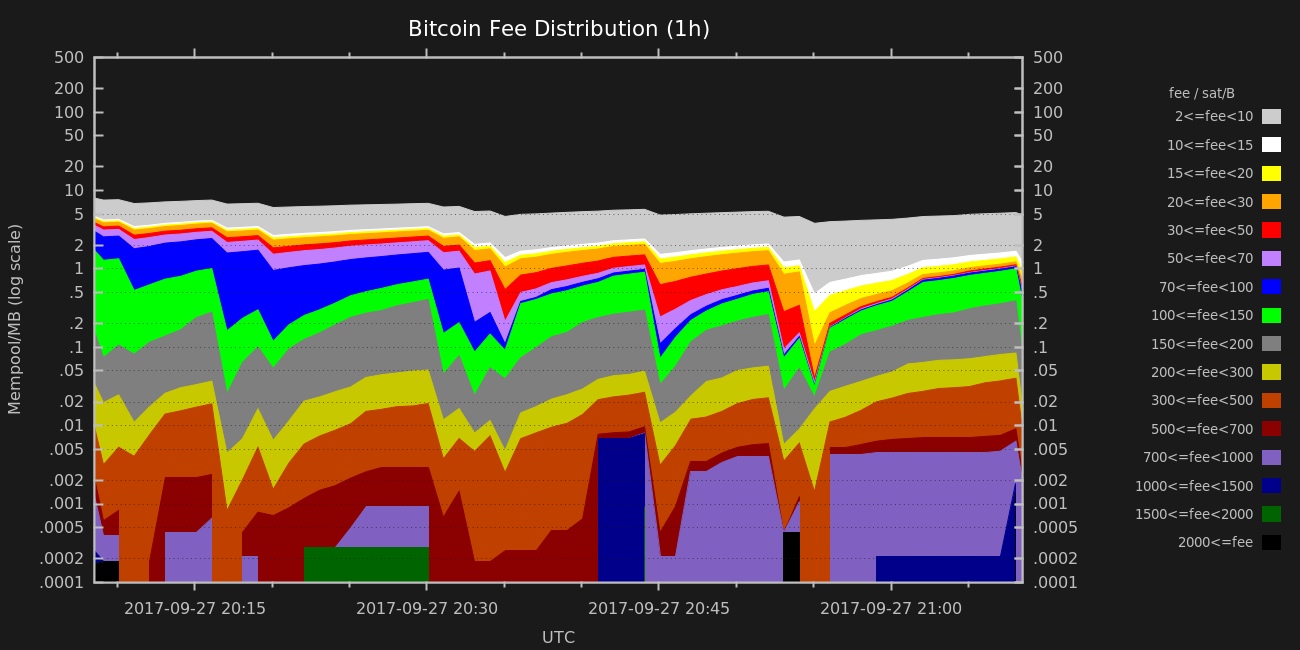 Bitcoin Fee Distribution (1h)
500 500
200 200
100 100
50 50
20 20
10 10
5 5
2 2
1 1
.5 .5
.2 .2
.1 .1
.05 .05
.02 .02
.01 .01
.005 .005
.002 .002
.001 .001
.0005 .0005
.0002 .0002
.0001 .0001
Mempool/MB (log scale)
2017-09-27 20:15 2017-09-27 20:30 2017-09-27 20:45 2017-09-27 21:00
UTC
fee / sat/B
2<=fee<10
10<=fee<15
15<=fee<20
20<=fee<30
30<=fee<50
50<=fee<70
70<=fee<100
100<=fee<150
150<=fee<200
200<=fee<300
300<=fee<500
500<=fee<700
700<=fee<1000
1000<=fee<1500
1500<=fee<2000
2000<=fee